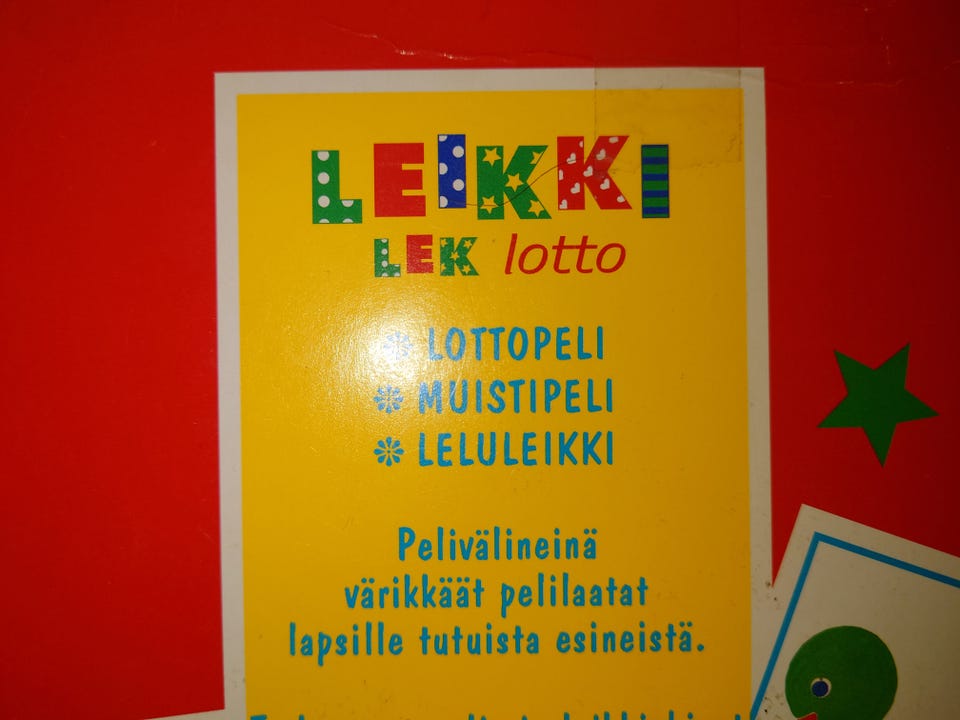 LEIKKI
LEK lotto
LOTTOPELI
MUISTIPELI
LELULEIKKI
Pelivälineinä
värikkäät pelilaatat
lapsille tutuista esineistä.